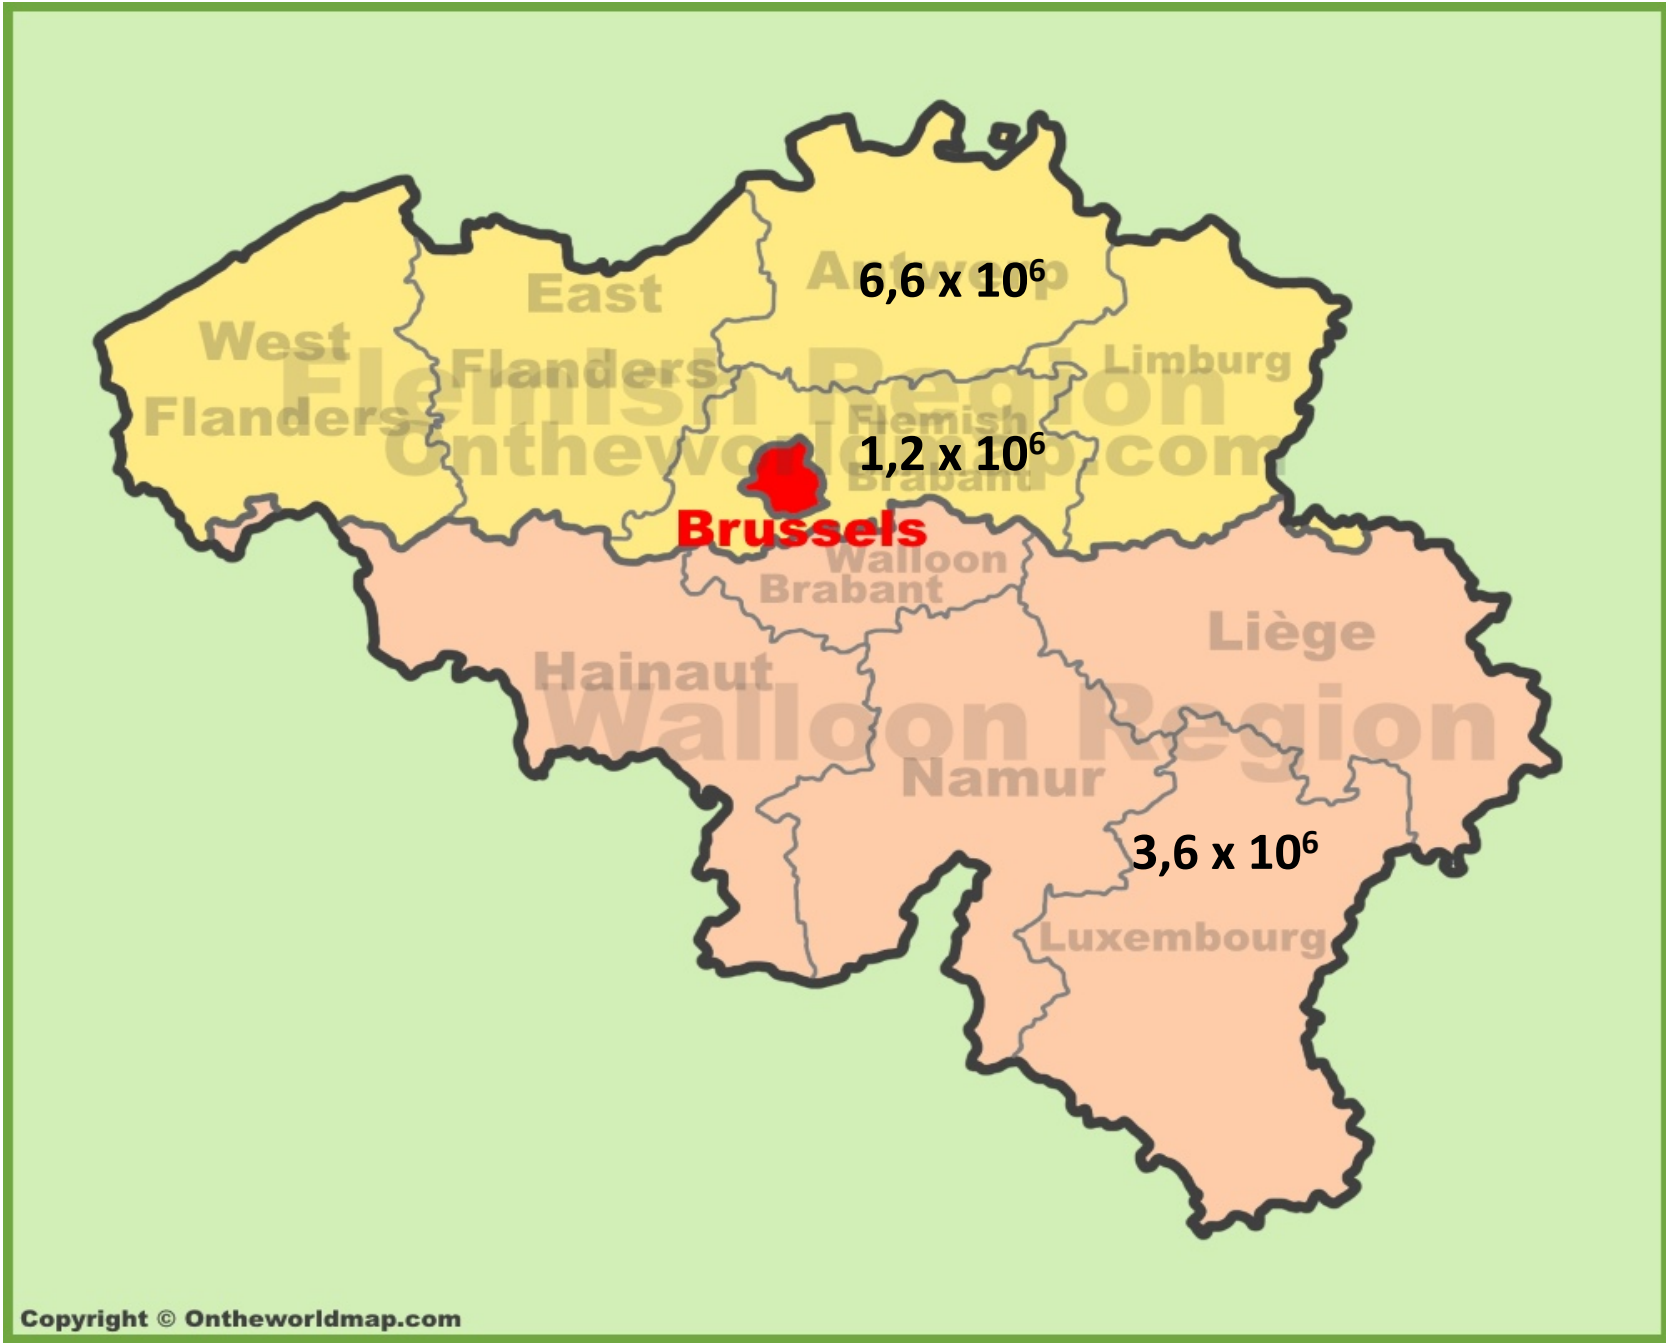 Antwerp
6,6 x 10⁶
East
Flanders
West
Flanders
Limburg
Flemish Region
Ontheworldmap.com
Flemish
Brabant
1,2 x 10⁶
Brussels
Walloon
Brabant
Liège
Hainaut
Walloon Region
Namur
3,6 x 10⁶
Luxembourg
Copyright © Ontheworldmap.com